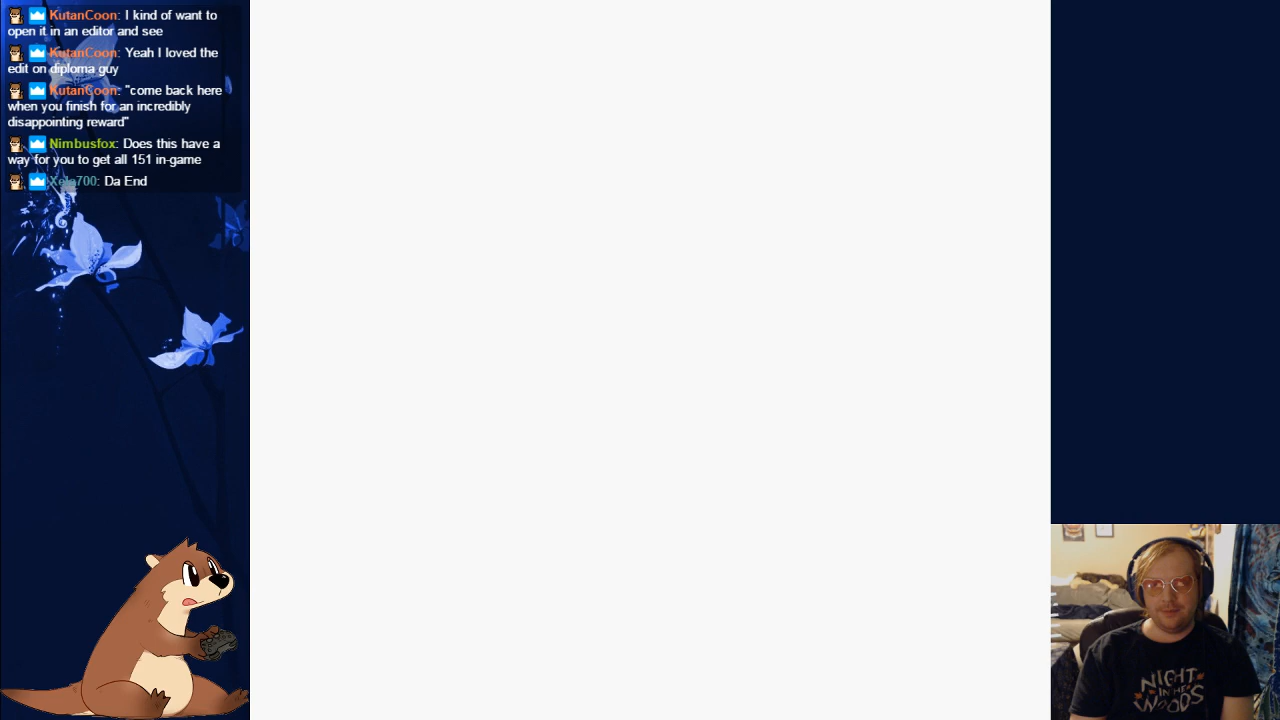 KutanCoon: I kind of want to
open it in an editor and see
KutanCoon: Yeah I loved the
edit on diploma guy
KutanCoon: "come back here
when you finish for an incredibly
disappointing reward"
Nimbusfox: Does this have a
way for you to get all 151 in-game
Xela700: Da End
NIGHT
IN THE
WOODS